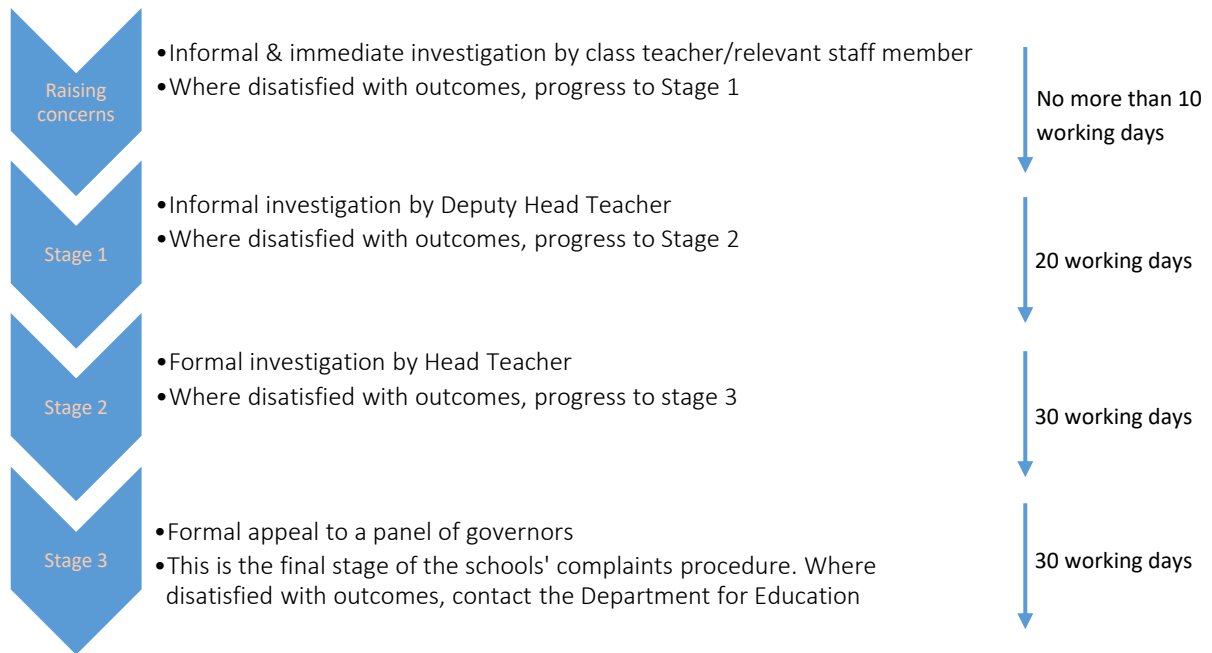 Raising
concerns
•Informal & immediate investigation by class teacher/relevant staff member
•Where disatisfied with outcomes, progress to Stage 1
No more than 10
working days
Stage 1
•Informal investigation by Deputy Head Teacher
•Where disatisfied with outcomes, progress to Stage 2
20 working days
Stage 2
•Formal investigation by Head Teacher
•Where disatisfied with outcomes, progress to stage 3
30 working days
Stage 3
•Formal appeal to a panel of governors
•This is the final stage of the schools' complaints procedure. Where
disatisfied with outcomes, contact the Department for Education
30 working days